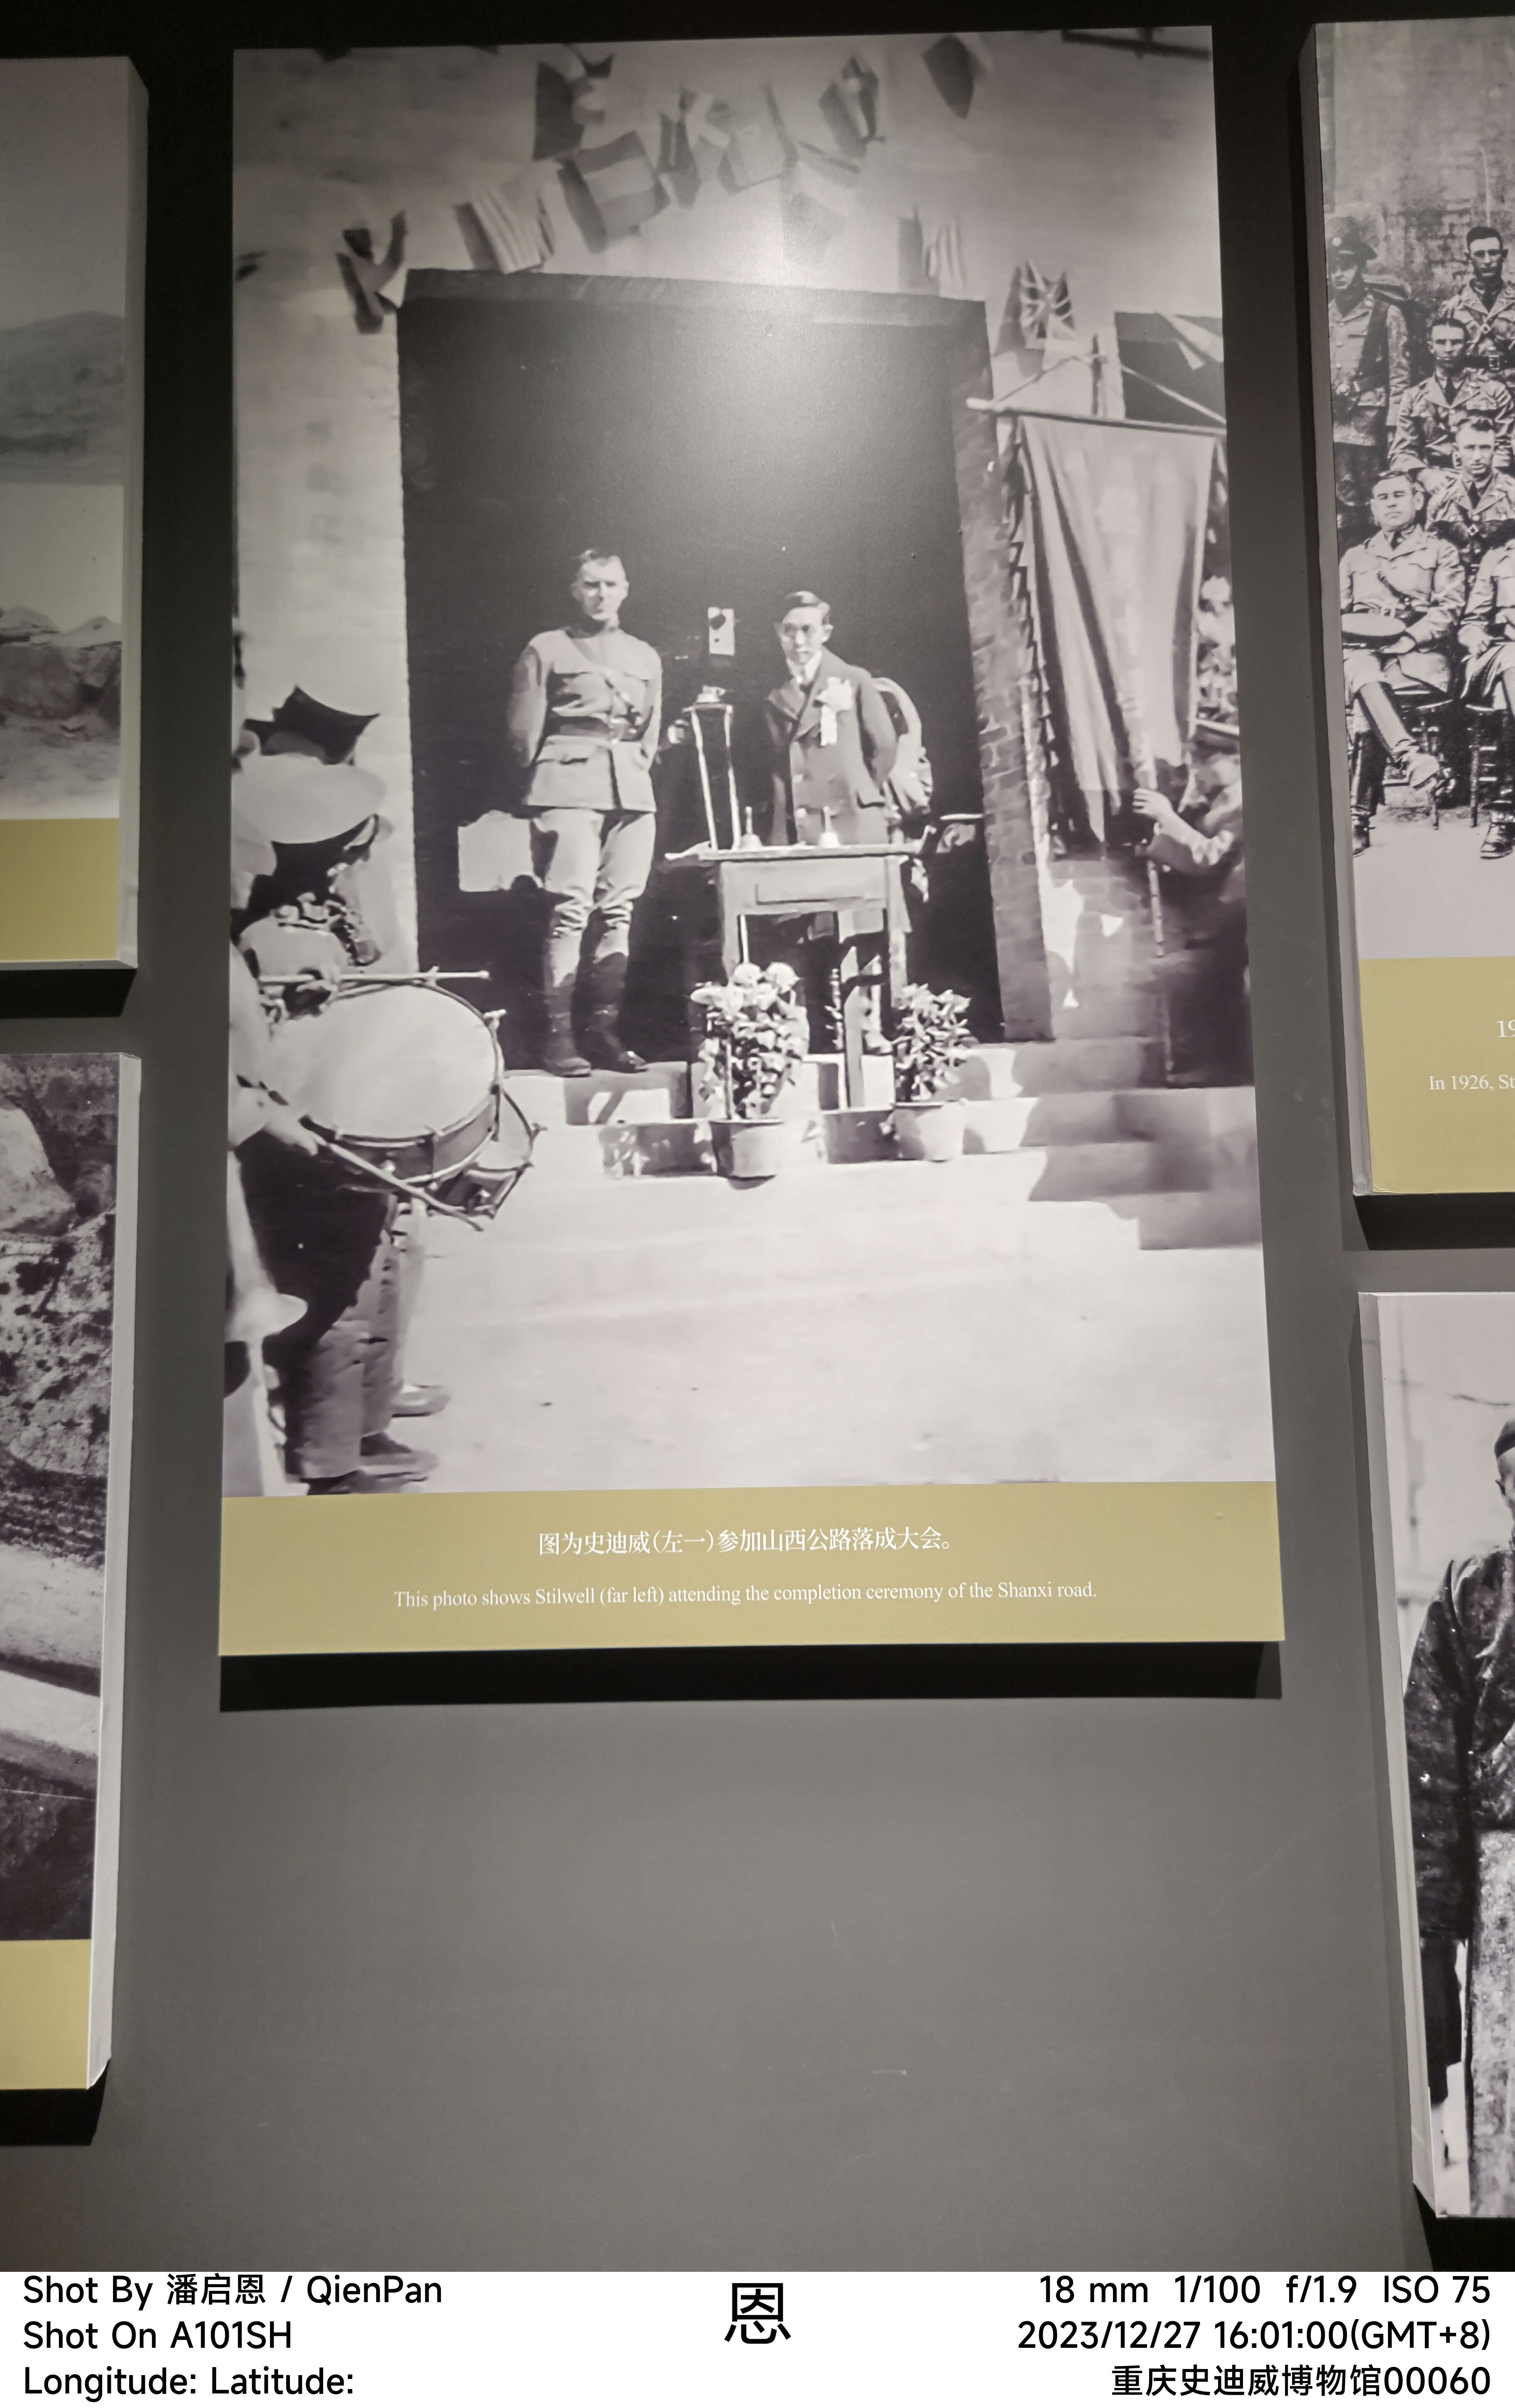 图为史迪威(左一)参加山西公路落成大会。
This photo shows Stilwell (far left) attending the completion ceremony of the Shanxi road.
19
In 1926, St
Shot By 潘启恩 / QienPan
Shot On A101SH
Longitude: Latitude:
恩
18 mm 1/100 f/1.9 ISO 75
2023/12/27 16:01:00(GMT+8)
重庆史迪威博物馆00060